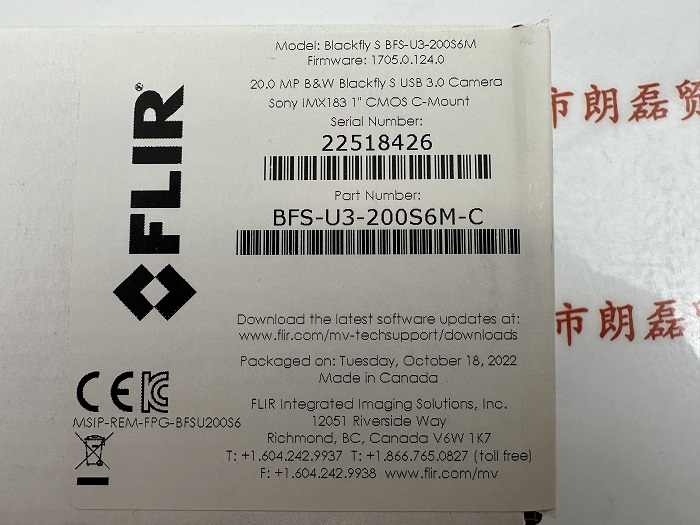 Model: Blackfly S BFS-U3-200S6M
Firmware: 1705.0.124.0
20.0 MP B&W Blackfly S USB 3.0 Camera
Sony IMX183 1" CMOS C-Mount
Serial Number:
22518426
Part Number:
BFS-U3-200S6M-C
FLIR®
Download the latest software updates at:
www.flir.com/mv-techsupport/downloads
Packaged on: Tuesday, October 18, 2022
Made in Canada
CE KC
MSIP-REM-FPG-BFSU200S6
FLIR Integrated Imaging Solutions, Inc.
12051 Riverside Way
Richmond, BC, Canada V6W 1K7
T: +1.604.242.9937 T: +1.866.765.0827 (toll free)
F: +1.604.242.9938 www.flir.com/mv
市朗磊贸
市朗磊